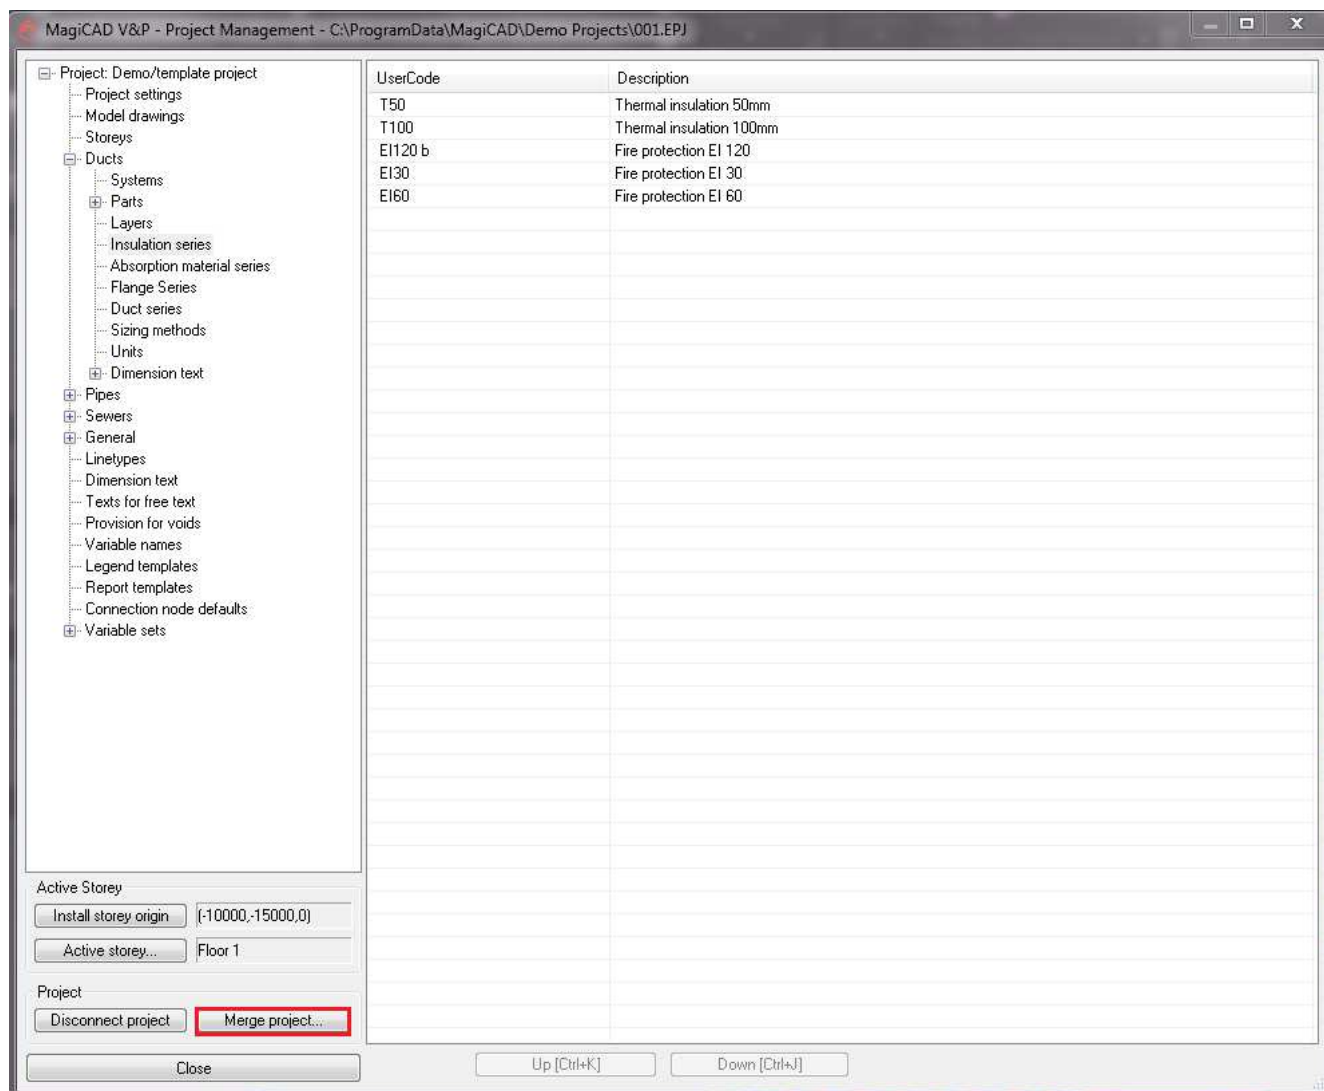 MagiCAD V&P - Project Management - C:\ProgramData\MagiCAD\Demo Projects\001.EPJ
Project: Demo/template project
Project settings
Model drawings
Storeys
Ducts
Systems
Parts
Layers
Insulation series
Absorption material series
Flange Series
Duct series
Sizing methods
Units
Dimension text
Pipes
Sewers
General
Linetypes
Dimension text
Texts for free text
Provision for voids
Variable names
Legend templates
Report templates
Connection node defaults
Variable sets
UserCode Description
T50 Thermal insulation 50mm
T100 Thermal insulation 100mm
EI120 b Fire protection EI 120
EI30 Fire protection EI 30
EI60 Fire protection EI 60
Active Storey
Install storey origin (-10000,-15000,0)
Active storey... Floor 1
Project
Disconnect project Merge project...
Close
Up [Ctrl+K] Down [Ctrl+J]